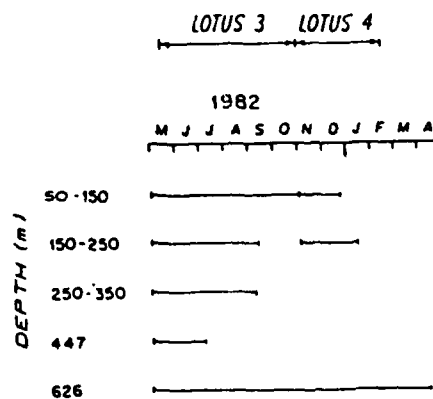 LOTUS 3 LOTUS 4
1982
M J J A S O N D J F M A
DEPTH (m)
50-150
150-250
250-350
447
626